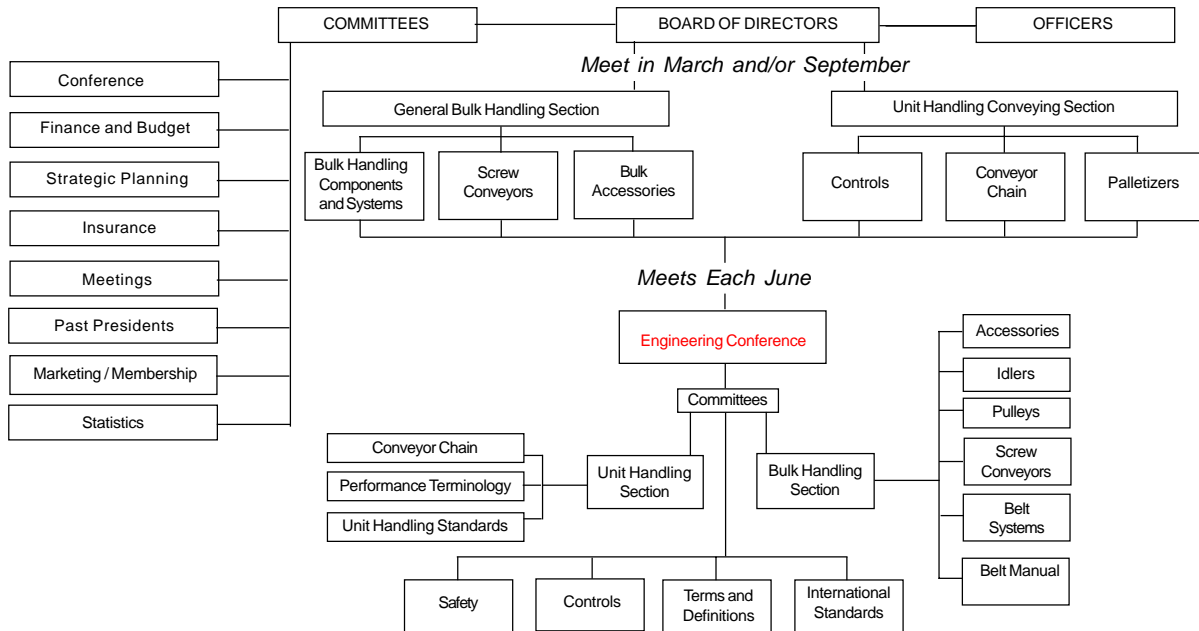 COMMITTEES
BOARD OF DIRECTORS
OFFICERS
Meet in March and/or September
Conference
Finance and Budget
Strategic Planning
Insurance
Meetings
Past Presidents
Marketing / Membership
Statistics
General Bulk Handling Section
Unit Handling Conveying Section
Bulk Handling
Components
and Systems
Screw
Conveyors
Bulk
Accessories
Controls
Conveyor
Chain
Palletizers
Meets Each June
Engineering Conference
Committees
Conveyor Chain
Performance Terminology
Unit Handling Standards
Unit Handling
Section
Bulk Handling
Section
Accessories
Idlers
Pulleys
Screw
Conveyors
Belt
Systems
Belt Manual
Safety
Controls
Terms and
Definitions
International
Standards